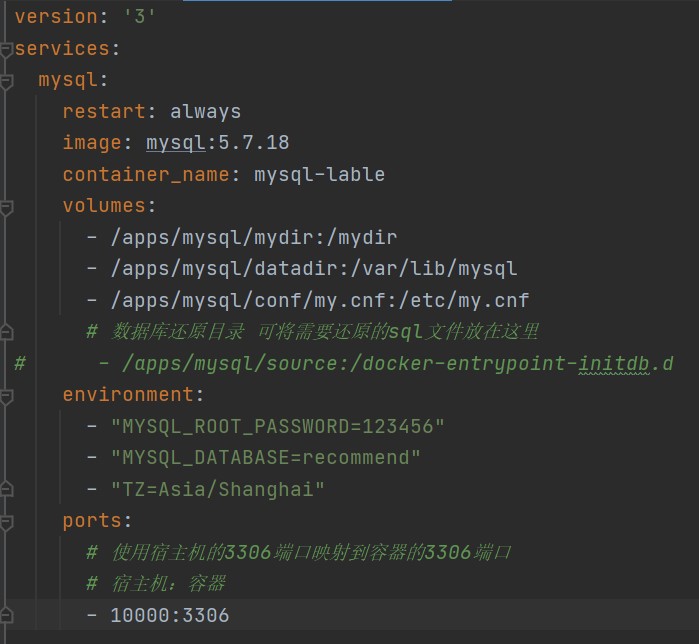 version: '3'
services:
  mysql:
    restart: always
    image: mysql:5.7.18
    container_name: mysql-lable
    volumes:
      - /apps/mysql/mydir:/mydir
      - /apps/mysql/datadir:/var/lib/mysql
      - /apps/mysql/conf/my.cnf:/etc/my.cnf
      # 数据库还原目录 可将需要还原的sql文件放在这里
#      - /apps/mysql/source:/docker-entrypoint-initdb.d
    environment:
      - "MYSQL_ROOT_PASSWORD=123456"
      - "MYSQL_DATABASE=recommend"
      - "TZ=Asia/Shanghai"
    ports:
      # 使用宿主机的3306端口映射到容器的3306端口
      # 宿主机：容器
      - 10000:3306